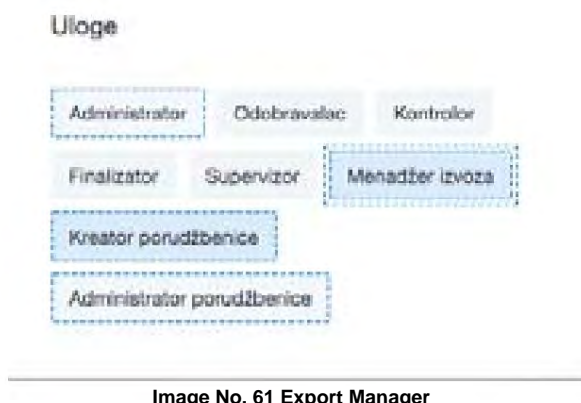 Uloge
Administrator Odobravalac Kontrolor
Finalizator Supervizor Menadžer izvoza
Kreator porudžbenice
Administrator porudžbenice
Image No. 61 Export Manager